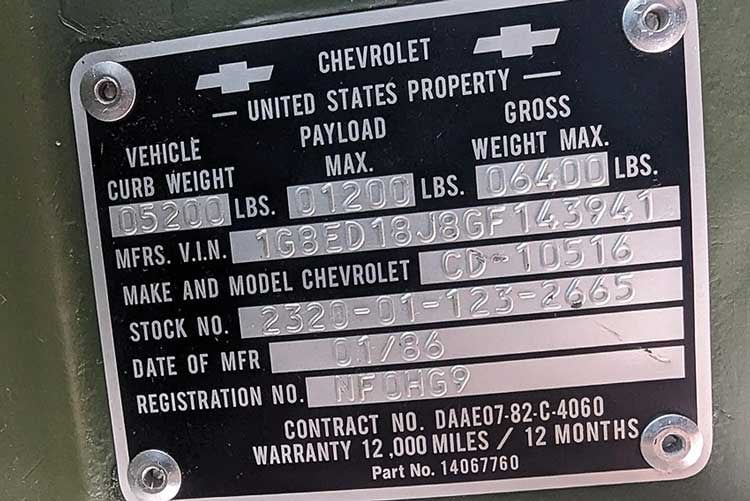 CHEVROLET
— UNITED STATES PROPERTY —
VEHICLE CURB WEIGHT 05200 LBS.
PAYLOAD MAX. 01200 LBS.
GROSS WEIGHT MAX. 06400 LBS.
MFRS. V.I.N. 1G8ED18J8GF143941
MAKE AND MODEL CHEVROLET CD-10516
STOCK NO. 2320-01-123-2665
DATE OF MFR 01/86
REGISTRATION NO. NF0HG9
CONTRACT NO. DAAE07-82-C-4060
WARRANTY 12,000 MILES / 12 MONTHS
Part No. 14067760